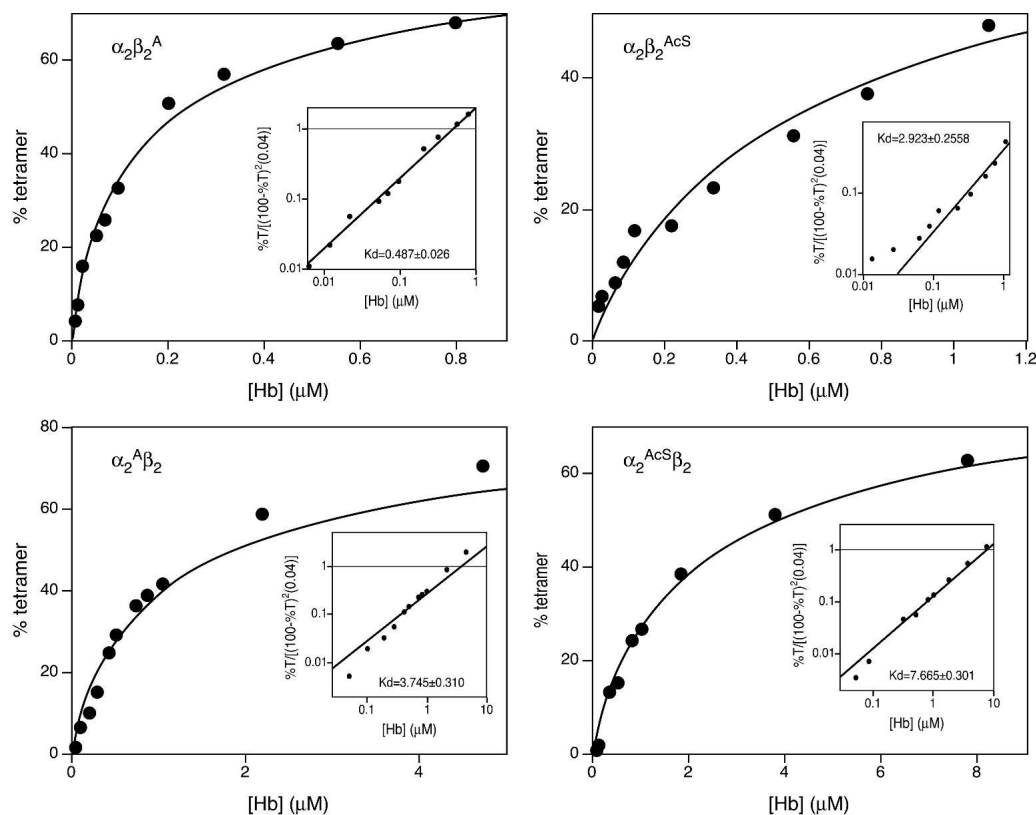 α₂β₂ᴬ
% tetramer
60
40
20
0
0
0.2
0.4
0.6
0.8
[Hb] (μM)
%T/[(100-%T)²(0.04)]
1
0.1
0.01
Kd=0.487±0.026
0.01
0.1
1
[Hb] (μM)
α₂β₂ᴬᶜˢ
% tetramer
40
20
0
0
0.2
0.4
0.6
0.8
1
1.2
[Hb] (μM)
%T/[(100-%T)²(0.04)]
Kd=2.923±0.2558
0.1
0.01
0.01
0.1
1
[Hb] (μM)
α₂ᴬβ₂
% tetramer
80
60
40
20
0
0
2
4
[Hb] (μM)
%T/[(100-%T)²(0.04)]
1
0.1
0.01
Kd=3.745±0.310
0.1
1
10
[Hb] (μM)
α₂ᴬᶜˢβ₂
% tetramer
60
40
20
0
0
2
4
6
8
[Hb] (μM)
%T/[(100-%T)²(0.04)]
1
0.1
0.01
Kd=7.665±0.301
0.1
1
10
[Hb] (μM)